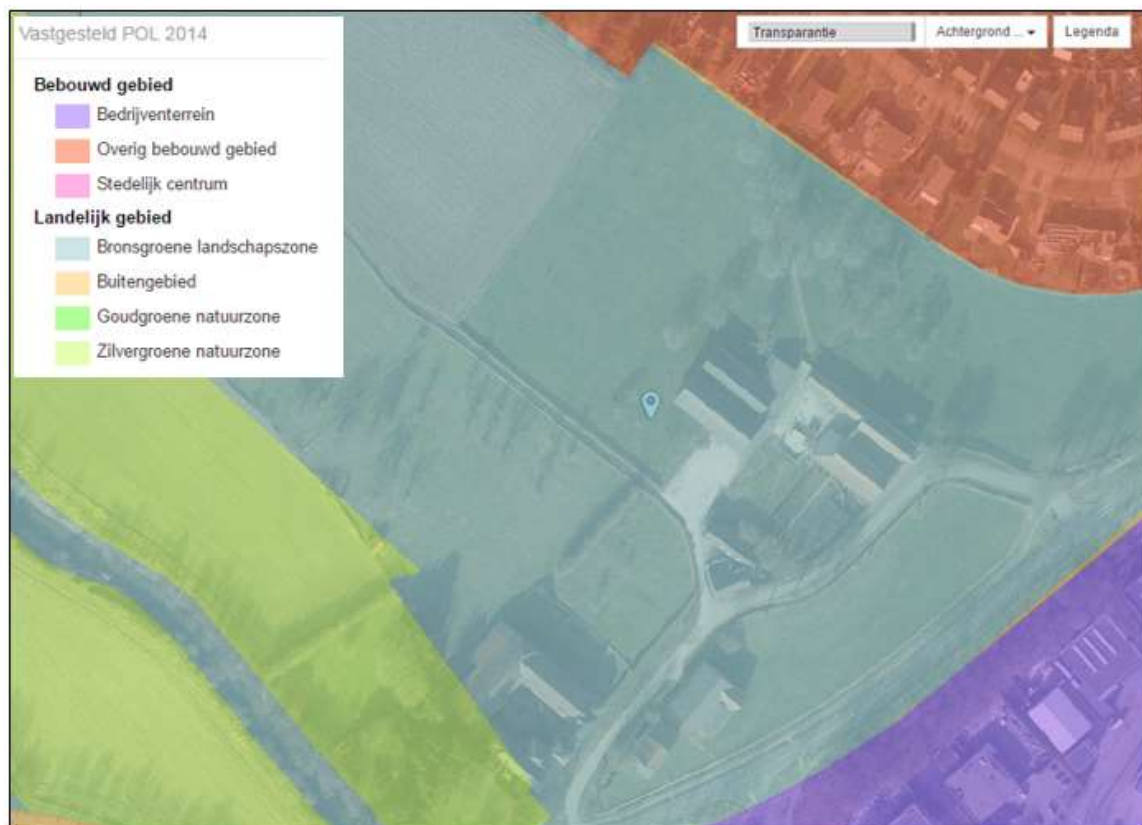 Vastgesteld POL 2014
Transparantie
Achtergrond ...
Legenda
Bebouwd gebied
Bedrijventerrein
Overig bebouwd gebied
Stedelijk centrum
Landelijk gebied
Bronsgroene landschapszone
Buitengebied
Goudgroene natuurzone
Zilvergroene natuurzone